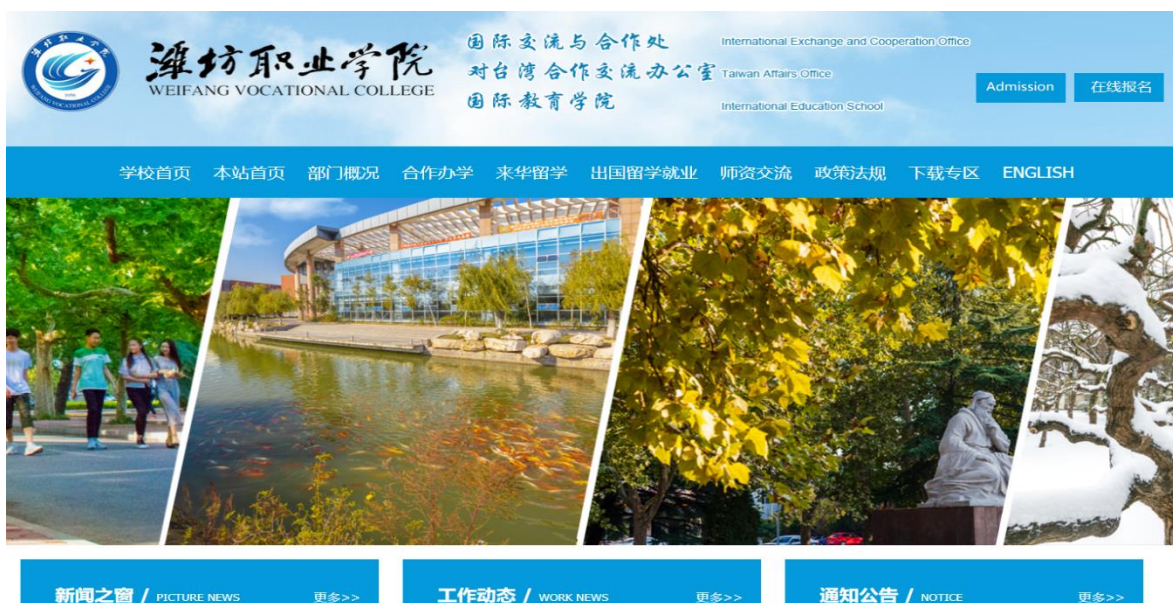 潍坊职业学院
WEIFANG VOCATIONAL COLLEGE
国际交流与合作处 International Exchange and Cooperation Office
对台湾合作交流办公室 Taiwan Affairs Office
国际教育学院 International Education School
Admission 在线报名
学校首页 本站首页 部门概况 合作办学 来华留学 出国留学就业 师资交流 政策法规 下载专区 ENGLISH
新闻之窗 / PICTURE NEWS 更多>> 工作动态 / WORK NEWS 更多>> 通知公告 / NOTICE 更多>>